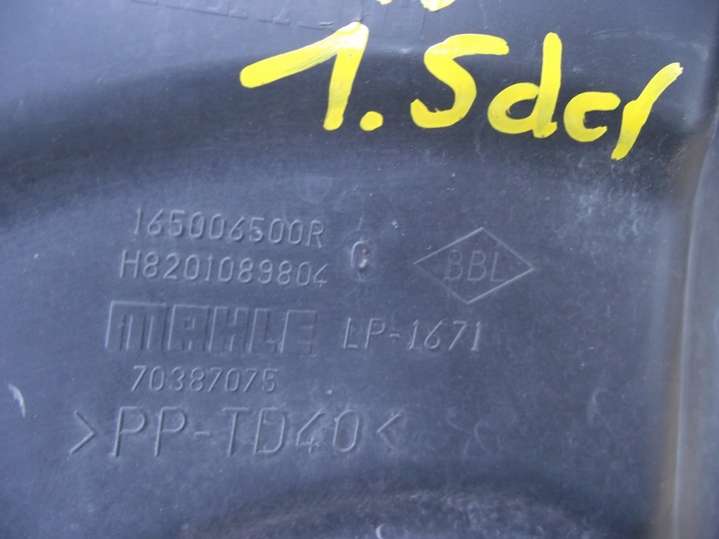 1.5dci
165006500R
H8201089804 C BBL
MAHLE LP-1671
70387075
>PP-TD40<